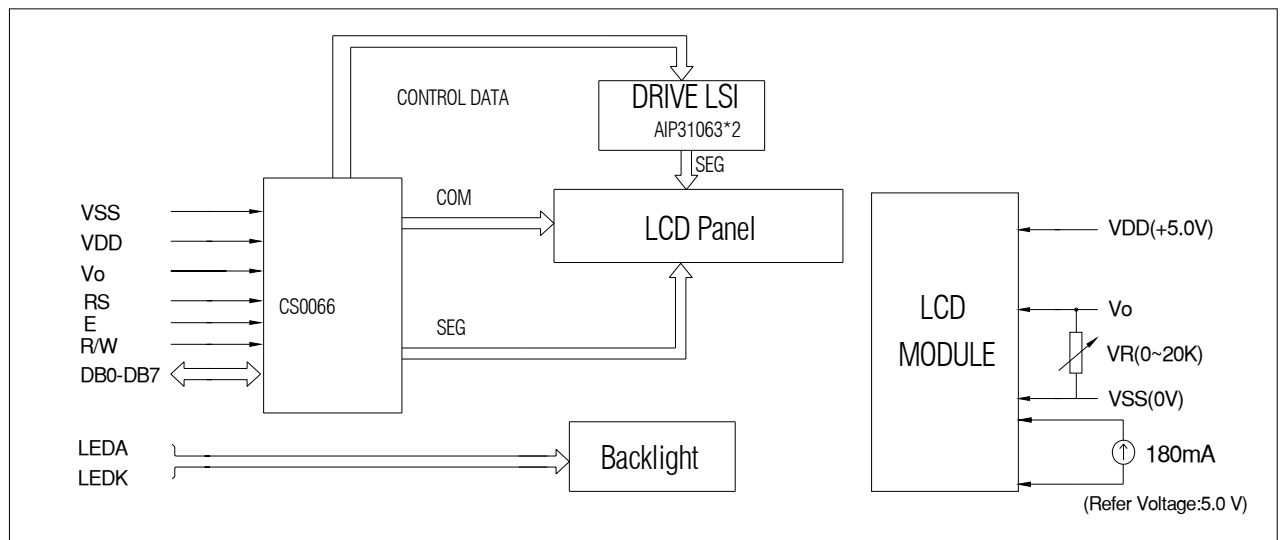 CONTROL DATA
DRIVE LSI
AIP31063*2
SEG
VSS
VDD
Vo
RS
E
R/W
DB0-DB7
CS0066
COM
SEG
LCD Panel
LEDA
LEDK
Backlight
LCD
MODULE
VDD(+5.0V)
Vo
VR(0~20K)
VSS(0V)
180mA
(Refer Voltage:5.0 V)